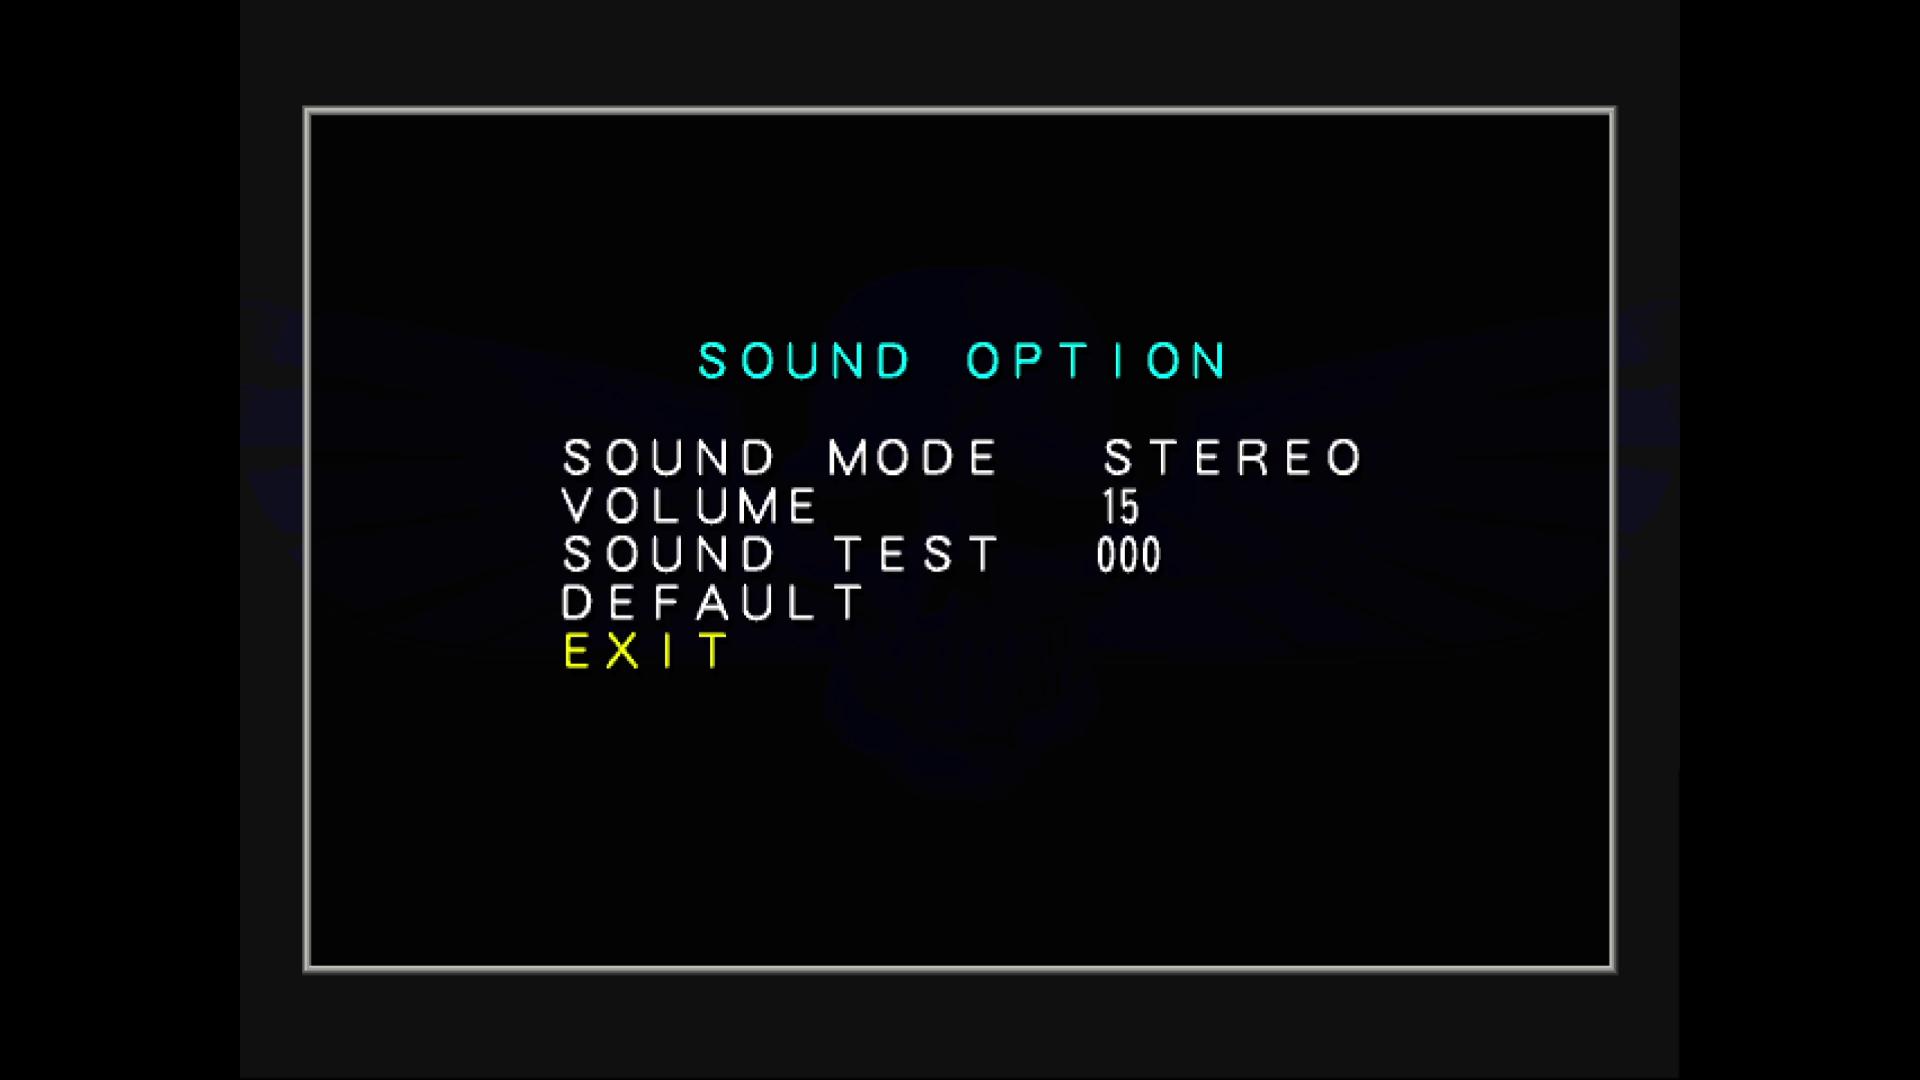 SOUND OPTION
SOUND MODE STEREO
VOLUME 15
SOUND TEST 000
DEFAULT
EXIT